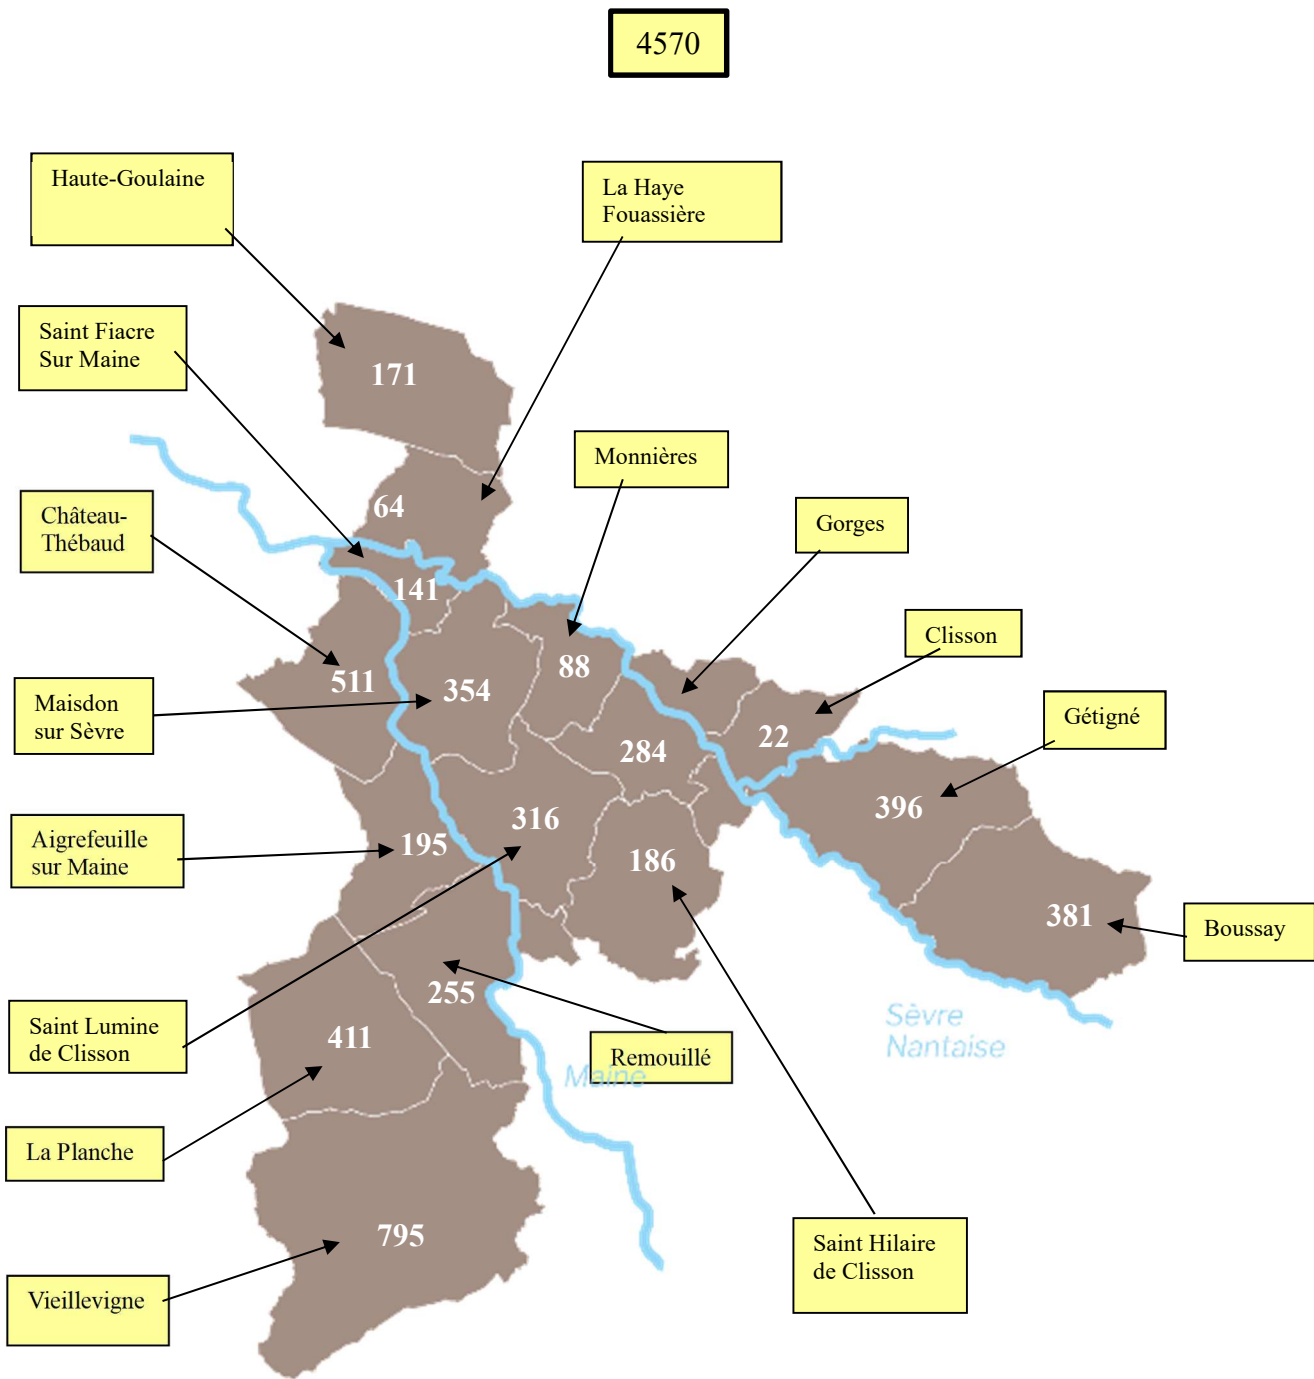 4570
Haute-Goulaine
La Haye
Fouassière
Saint Fiacre
Sur Maine
171
Monnières
64
Château-
Thébaud
Gorges
141
Clisson
88
511
354
Maisdon
sur Sèvre
Gétigné
22
284
396
316
Aigrefeuille
sur Maine
195
186
381
Boussay
255
Sèvre
Nantaise
Saint Lumine
de Clisson
411
Remouillé
Maine
La Planche
795
Saint Hilaire
de Clisson
Vieillevigne